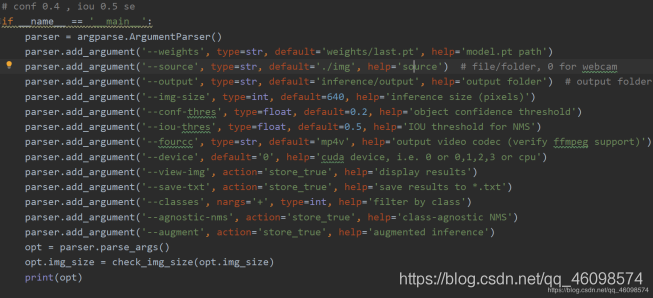 # conf 0.4 , iou 0.5 se
if __name__ == '__main__':
parser = argparse.ArgumentParser()
parser.add_argument('--weights', type=str, default='weights/last.pt', help='model.pt path')
parser.add_argument('--source', type=str, default='./img', help='source')  # file/folder, 0 for webcam
parser.add_argument('--output', type=str, default='inference/output', help='output folder')  # output folder
parser.add_argument('--img-size', type=int, default=640, help='inference size (pixels)')
parser.add_argument('--conf-thres', type=float, default=0.2, help='object confidence threshold')
parser.add_argument('--iou-thres', type=float, default=0.5, help='IOU threshold for NMS')
parser.add_argument('--fourcc', type=str, default='mp4v', help='output video codec (verify ffmpeg support)')
parser.add_argument('--device', default='0', help='cuda device, i.e. 0 or 0,1,2,3 or cpu')
parser.add_argument('--view-img', action='store_true', help='display results')
parser.add_argument('--save-txt', action='store_true', help='save results to *.txt')
parser.add_argument('--classes', nargs='+', type=int, help='filter by class')
parser.add_argument('--agnostic-nms', action='store_true', help='class-agnostic NMS')
parser.add_argument('--augment', action='store_true', help='augmented inference')
opt = parser.parse_args()
opt.img_size = check_img_size(opt.img_size)
print(opt)
https://blog.csdn.net/qq_46098574
https://blog.csdn.net/qq_46098574